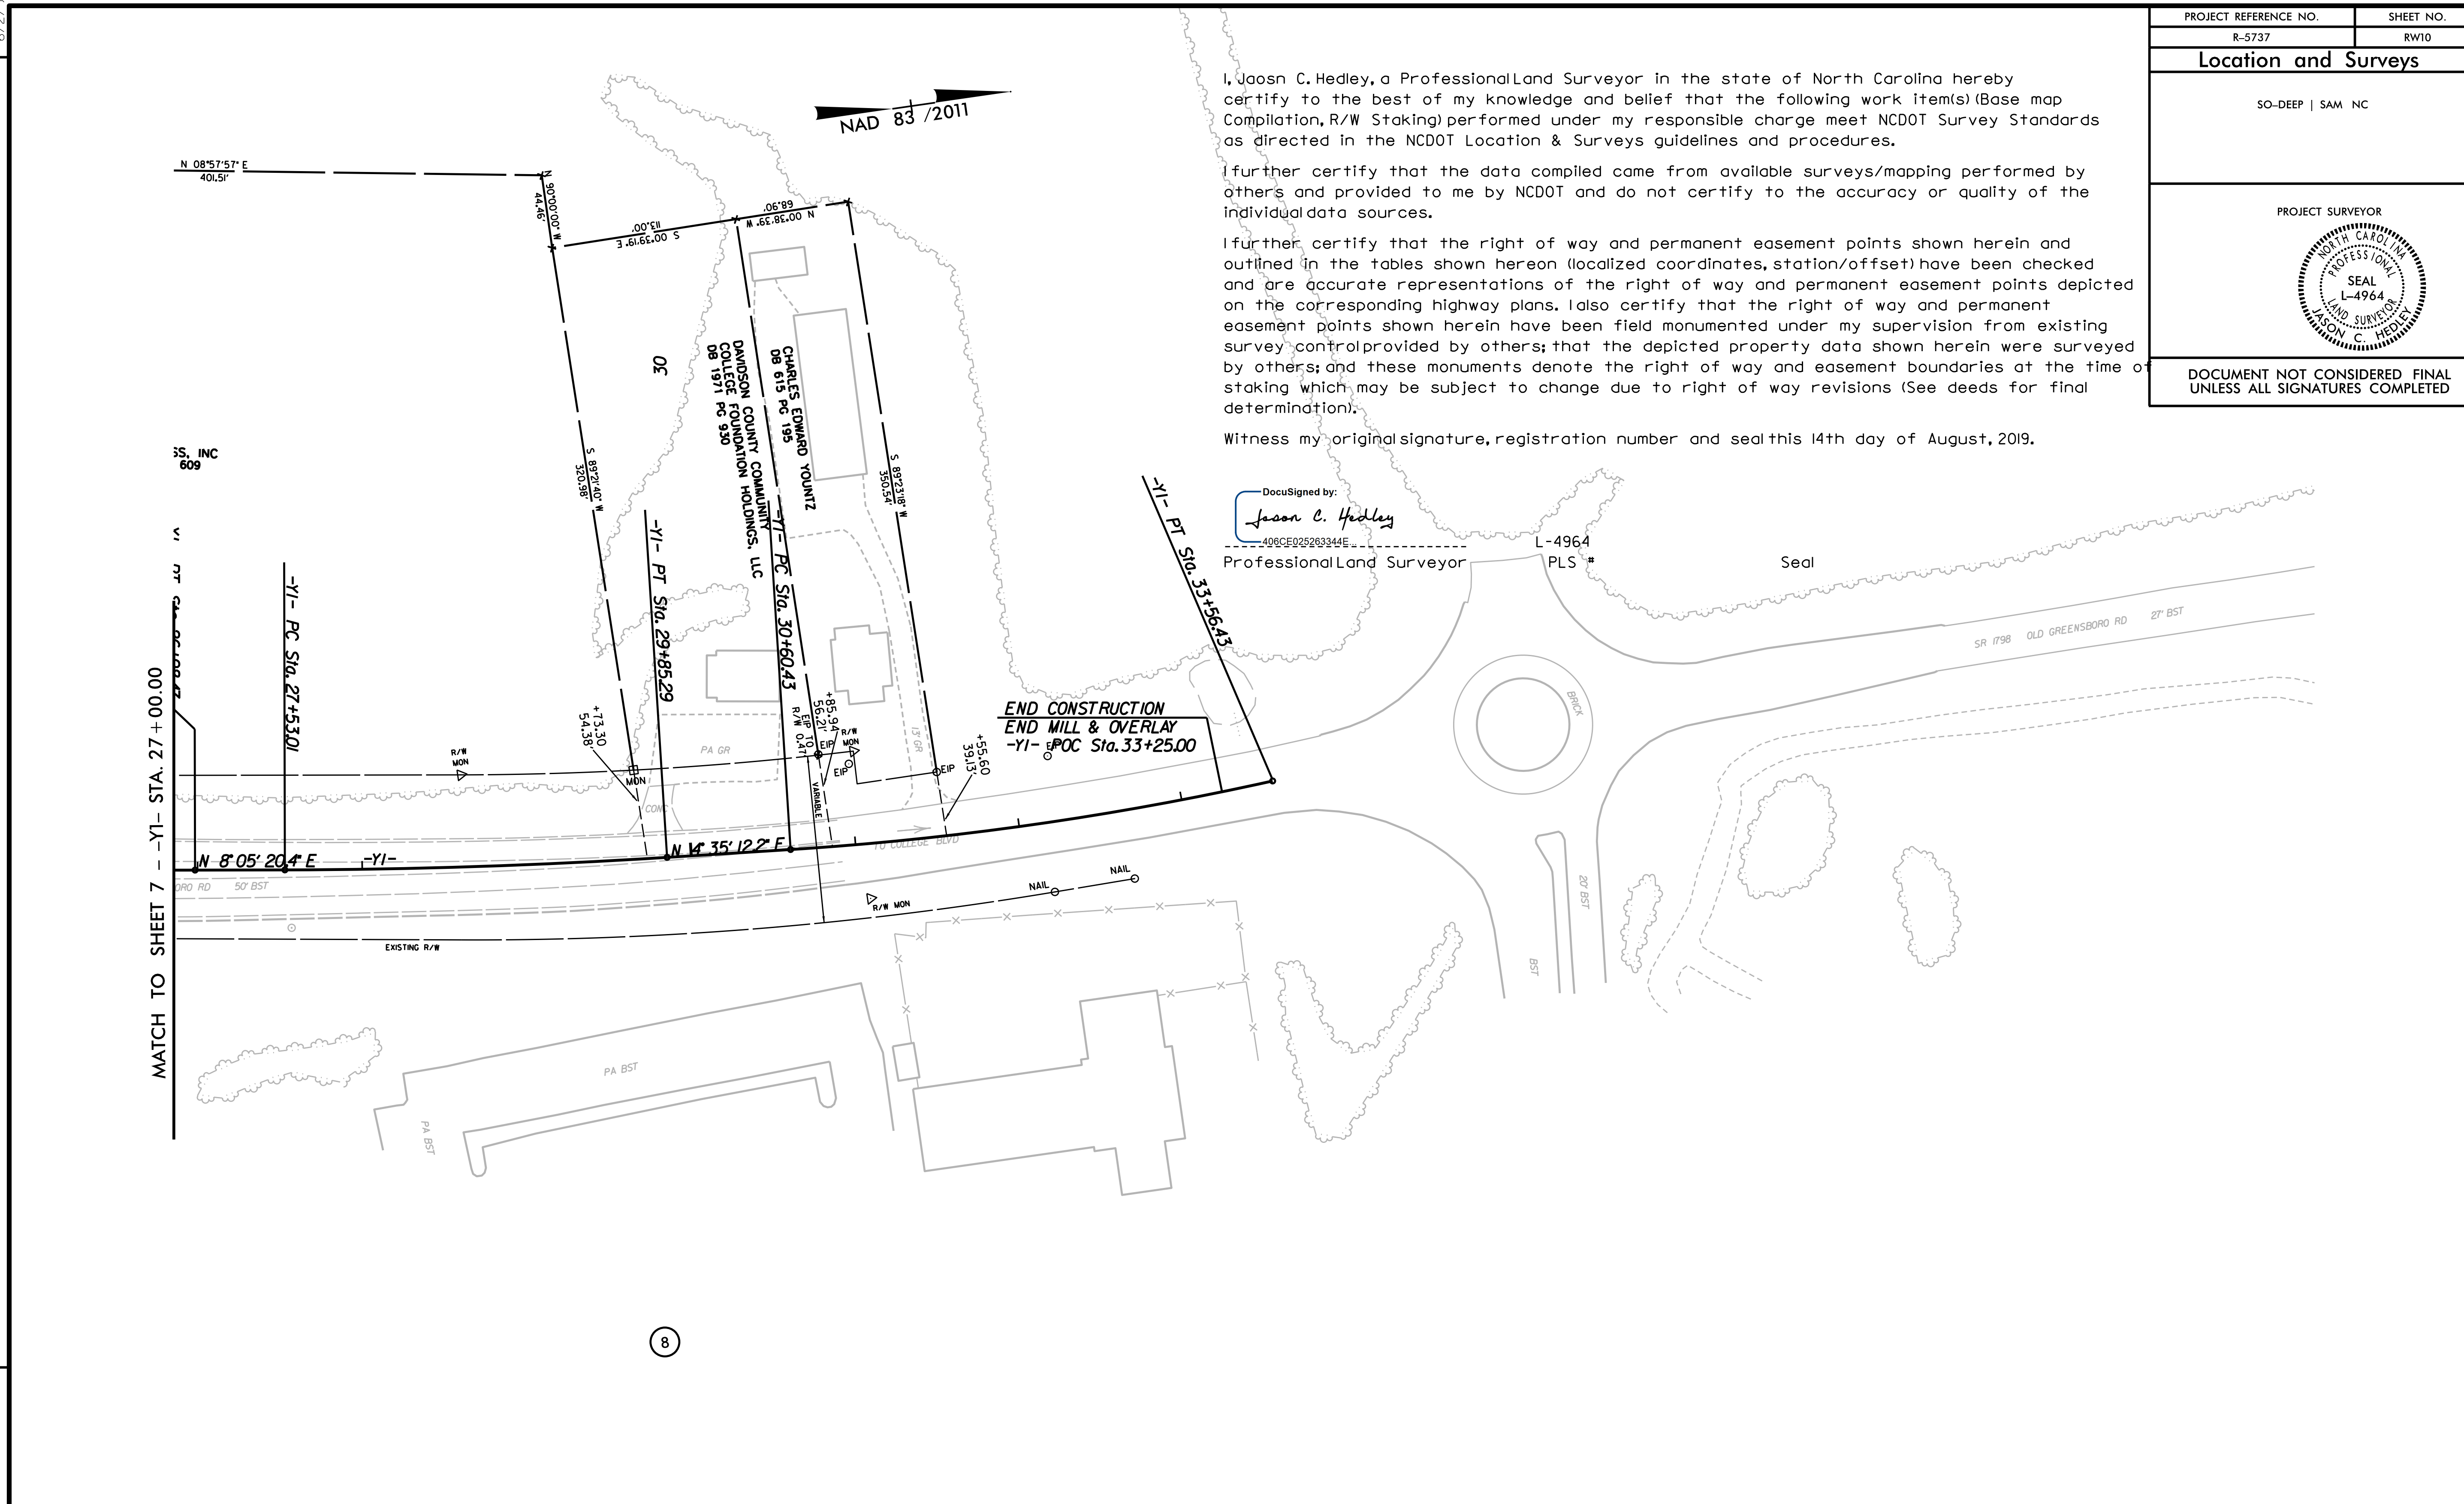 PROJECT REFERENCE NO.
SHEET NO.
R–5737
RW10
Location and Surveys
SO–DEEP | SAM NC
PROJECT SURVEYOR
NORTH CAROLINA
PROFESSIONAL
SEAL
L–4964
LAND SURVEYOR
JASON C. HEDLEY
DOCUMENT NOT CONSIDERED FINAL
UNLESS ALL SIGNATURES COMPLETED
I, Jaosn C. Hedley, a Professional Land Surveyor in the state of North Carolina hereby
certify to the best of my knowledge and belief that the following work item(s) (Base map
Compilation, R/W Staking) performed under my responsible charge meet NCDOT Survey Standards
as directed in the NCDOT Location & Surveys guidelines and procedures.
I further certify that the data compiled came from available surveys/mapping performed by
others and provided to me by NCDOT and do not certify to the accuracy or quality of the
individual data sources.
I further certify that the right of way and permanent easement points shown herein and
outlined in the tables shown hereon (localized coordinates, station/offset) have been checked
and are accurate representations of the right of way and permanent easement points depicted
on the corresponding highway plans. I also certify that the right of way and permanent
easement points shown herein have been field monumented under my supervision from existing
survey control provided by others; that the depicted property data shown herein were surveyed
by others; and these monuments denote the right of way and easement boundaries at the time of
staking which may be subject to change due to right of way revisions (See deeds for final
determination).
Witness my original signature, registration number and seal this 14th day of August, 2019.
DocuSigned by:
Jason C. Hedley
406CE025263344E...
Professional Land Surveyor
L-4964
PLS #
Seal
NAD 83 /2011
N 08°57'57" E
401.51'
N 90°00'00" W
44.46'
S 00°39'19" E
113.00'
N 00°38'39" W
68.90'
S 89°21'40" W
320.98'
S 89°23'18" W
350.54'
30
CHARLES EDWARD YOUNTZ
DB 615 PG 195
DAVIDSON COUNTY COMMUNITY
COLLEGE FOUNDATION HOLDINGS, LLC
DB 1971 PG 930
SS, INC
609
-Y1- PC Sta. 27+53.01
-Y1- PT Sta. 29+85.29
-Y1- PC Sta. 30+60.43
-Y1- PT Sta. 33+56.43
MATCH TO SHEET 7 – –Y1– STA. 27+00.00
+73.30
54.38'
+85.94
56.21'
EIP TO
R/W 0.47'
+55.60
39.13'
R/W
MON
MON
EIP
R/W
MON
EIP
EIP
EIP
VARIABLE
PA GR
CONC
13' GR
END CONSTRUCTION
END MILL & OVERLAY
-Y1- POC Sta. 33+25.00
N 8° 05' 20.4" E
-Y1-
N 14° 35' 12.2" E
TO COLLEGE BLVD
ORO RD
50' BST
EXISTING R/W
R/W MON
NAIL
NAIL
BRICK
SR 1798 OLD GREENSBORO RD 27' BST
20' BST
BST
PA BST
PA BST
8